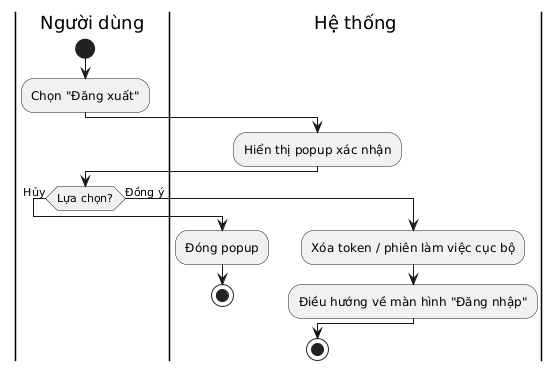 Người dùng
Hệ thống
Chọn "Đăng xuất"
Hiển thị popup xác nhận
Hủy
Lựa chọn?
Đồng ý
Đóng popup
Xóa token / phiên làm việc cục bộ
Điều hướng về màn hình "Đăng nhập"